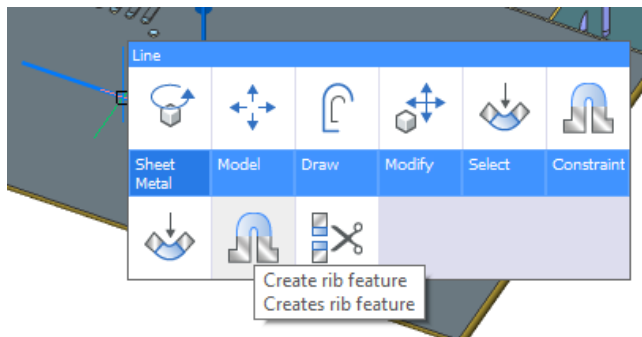 Line
Sheet
Metal
Model
Draw
Modify
Select
Constraint
Create rib feature
Creates rib feature